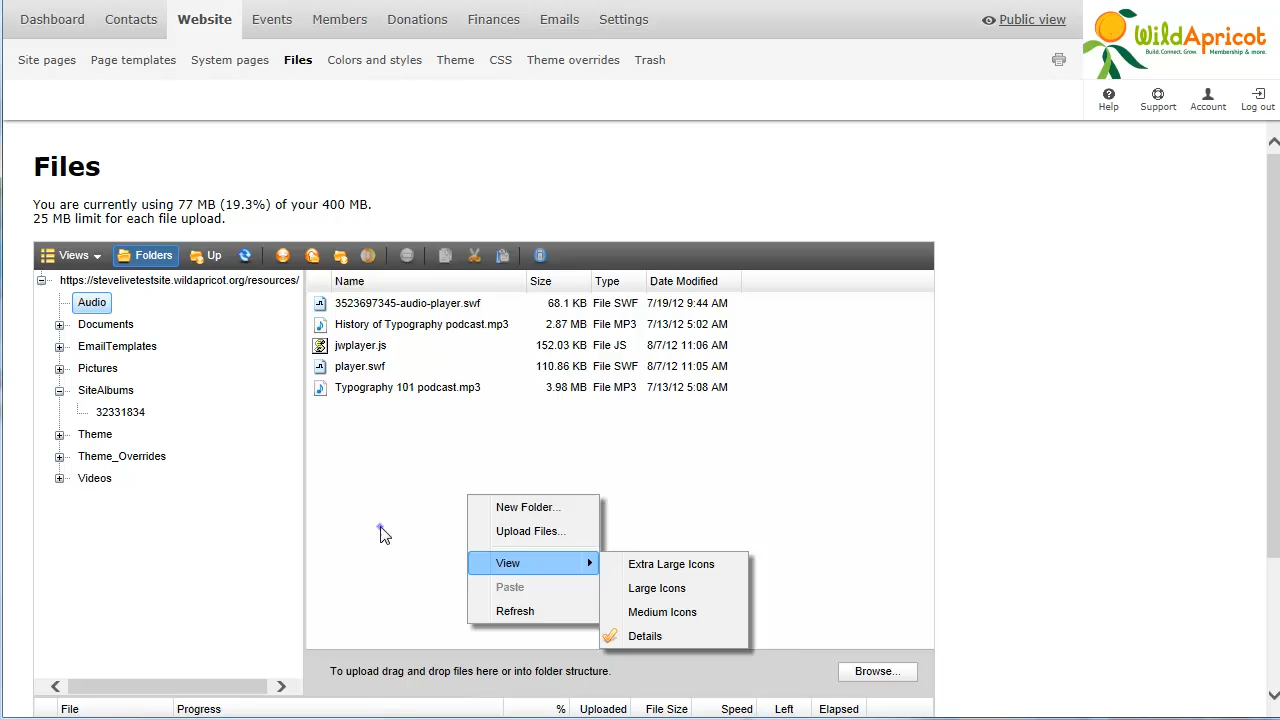 Dashboard Contacts Website Events Members Donations Finances Emails Settings Public view
WildApricot
Build. Connect. Grow. Membership & more.
Site pages Page templates System pages Files Colors and styles Theme CSS Theme overrides Trash
Help Support Account Log out
Files
You are currently using 77 MB (19.3%) of your 400 MB.
25 MB limit for each file upload.
Views Folders Up
https://stevelivetestsite.wildapricot.org/resources/
Audio
Documents
EmailTemplates
Pictures
SiteAlbums
32331834
Theme
Theme_Overrides
Videos
Name Size Type Date Modified
3523697345-audio-player.swf 68.1 KB File SWF 7/19/12 9:44 AM
History of Typography podcast.mp3 2.87 MB File MP3 7/13/12 5:02 AM
jwplayer.js 152.03 KB File JS 8/7/12 11:06 AM
player.swf 110.86 KB File SWF 8/7/12 11:05 AM
Typography 101 podcast.mp3 3.98 MB File MP3 7/13/12 5:08 AM
New Folder...
Upload Files...
View
Paste
Refresh
Extra Large Icons
Large Icons
Medium Icons
Details
To upload drag and drop files here or into folder structure. Browse...
File Progress % Uploaded File Size Speed Left Elapsed